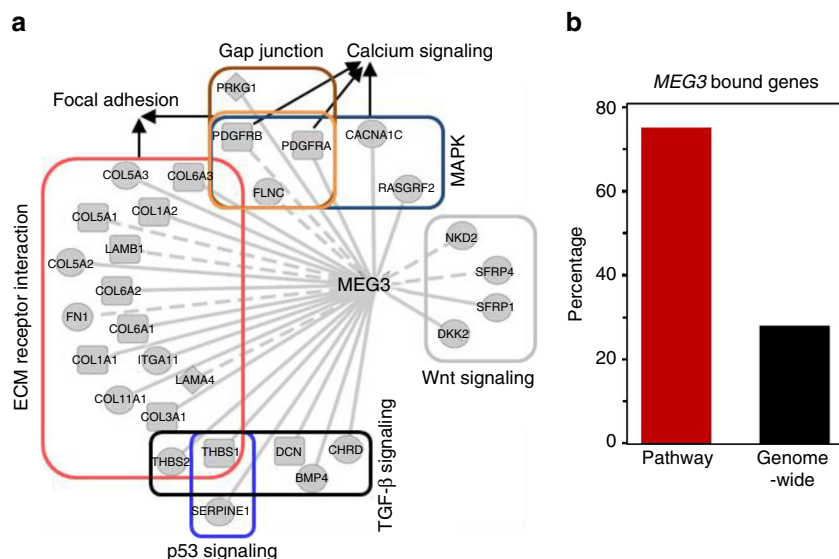 a
b
Gap junction
Calcium signaling
Focal adhesion
PRKG1
PDGFRB
PDGFRA
CACNA1C
FLNC
RASGRF2
MAPK
COL5A3
COL6A3
COL5A1
COL1A2
LAMB1
COL5A2
COL6A2
FN1
COL6A1
COL1A1
ITGA11
LAMA4
COL11A1
COL3A1
ECM receptor interaction
MEG3
NKD2
SFRP4
SFRP1
DKK2
Wnt signaling
THBS2
THBS1
DCN
CHRD
BMP4
TGF-β signaling
SERPINE1
p53 signaling
MEG3 bound genes
Percentage
80
60
40
20
0
Pathway
Genome
-wide